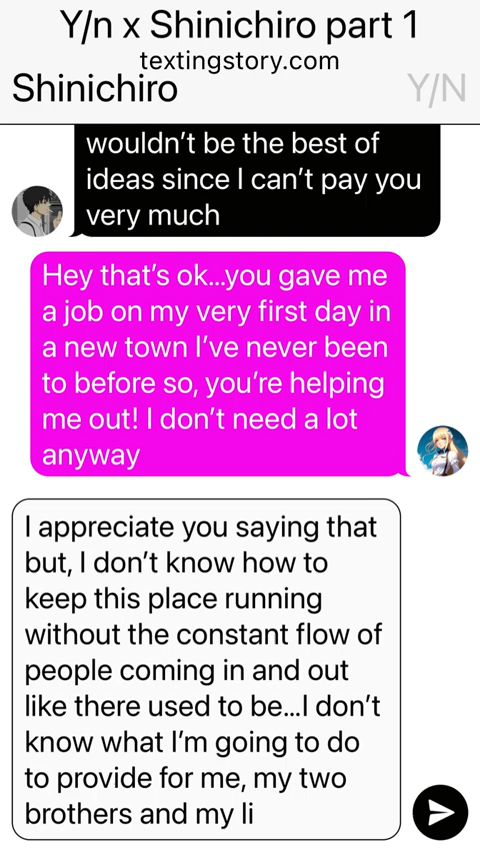 Y/n x Shinichiro part 1
textingstory.com
Shinichiro
Y/N
wouldn't be the best of
ideas since I can't pay you
very much
Hey that's ok...you gave me
a job on my very first day in
a new town I've never been
to before so, you're helping
me out! I don't need a lot
anyway
I appreciate you saying that
but, I don't know how to
keep this place running
without the constant flow of
people coming in and out
like there used to be...I don't
know what I'm going to do
to provide for me, my two
brothers and my li